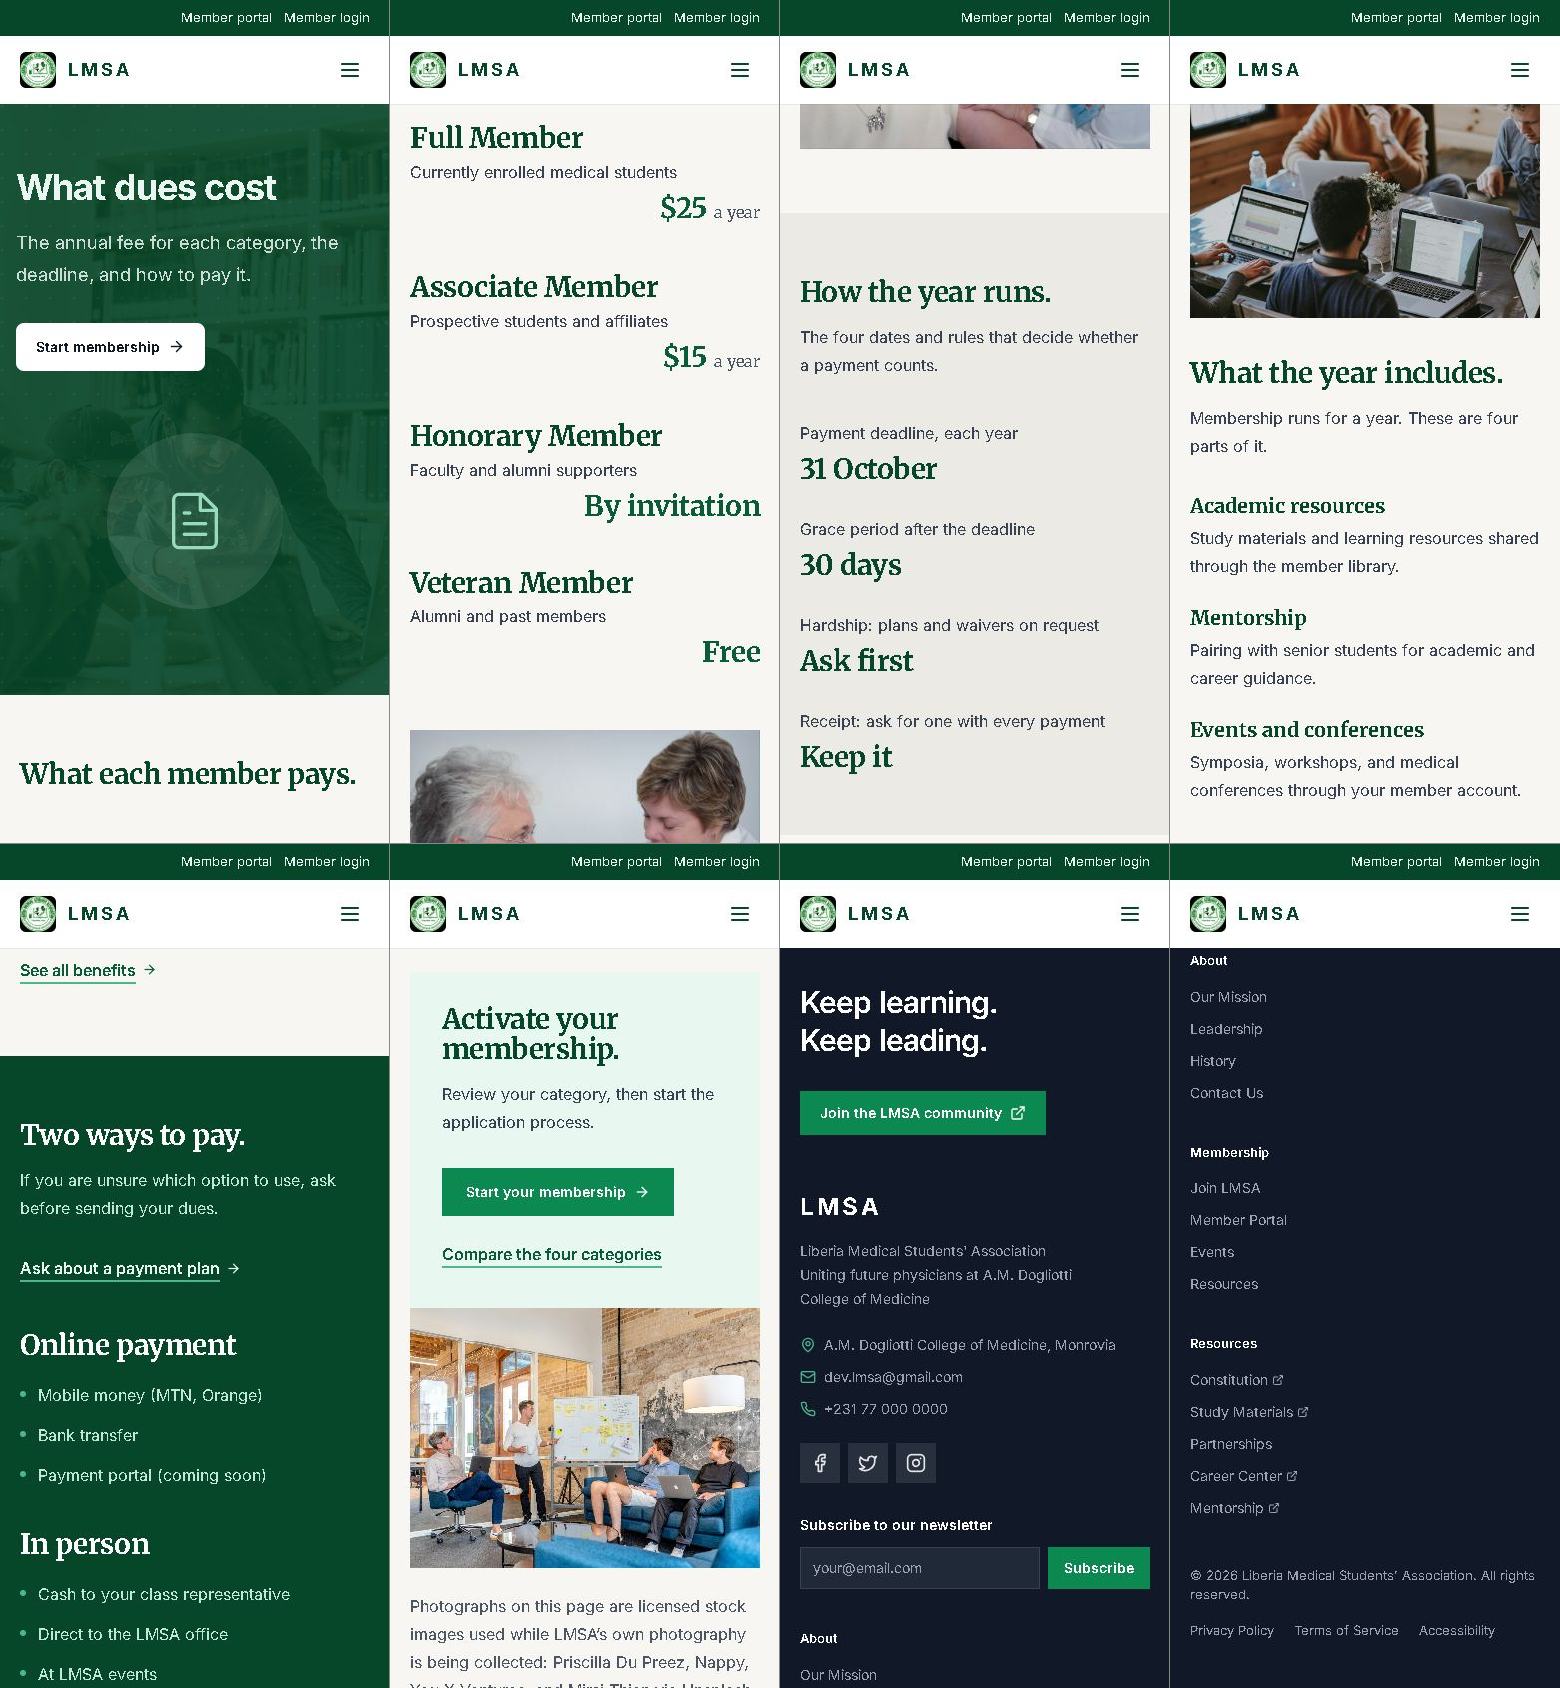 Member portal Member login
LMSA
What dues cost
The annual fee for each category, the
deadline, and how to pay it.
Start membership
What each member pays.
Member portal Member login
LMSA
Full Member
Currently enrolled medical students
$25 a year
Associate Member
Prospective students and affiliates
$15 a year
Honorary Member
Faculty and alumni supporters
By invitation
Veteran Member
Alumni and past members
Free
Member portal Member login
LMSA
How the year runs.
The four dates and rules that decide whether
a payment counts.
Payment deadline, each year
31 October
Grace period after the deadline
30 days
Hardship: plans and waivers on request
Ask first
Receipt: ask for one with every payment
Keep it
Member portal Member login
LMSA
What the year includes.
Membership runs for a year. These are four
parts of it.
Academic resources
Study materials and learning resources shared
through the member library.
Mentorship
Pairing with senior students for academic and
career guidance.
Events and conferences
Symposia, workshops, and medical
conferences through your member account.
Member portal Member login
LMSA
See all benefits
Two ways to pay.
If you are unsure which option to use, ask
before sending your dues.
Ask about a payment plan
Online payment
Mobile money (MTN, Orange)
Bank transfer
Payment portal (coming soon)
In person
Cash to your class representative
Direct to the LMSA office
At LMSA events
Member portal Member login
LMSA
Activate your
membership.
Review your category, then start the
application process.
Start your membership
Compare the four categories
Photographs on this page are licensed stock
images used while LMSA's own photography
is being collected: Priscilla Du Preez, Nappy,
Member portal Member login
LMSA
Keep learning.
Keep leading.
Join the LMSA community
LMSA
Liberia Medical Students' Association
Uniting future physicians at A.M. Dogliotti
College of Medicine
A.M. Dogliotti College of Medicine, Monrovia
dev.lmsa@gmail.com
+231 77 000 0000
Subscribe to our newsletter
your@email.com
Subscribe
About
Our Mission
Member portal Member login
LMSA
About
Our Mission
Leadership
History
Contact Us
Membership
Join LMSA
Member Portal
Events
Resources
Resources
Constitution
Study Materials
Partnerships
Career Center
Mentorship
© 2026 Liberia Medical Students' Association. All rights
reserved.
Privacy Policy Terms of Service Accessibility